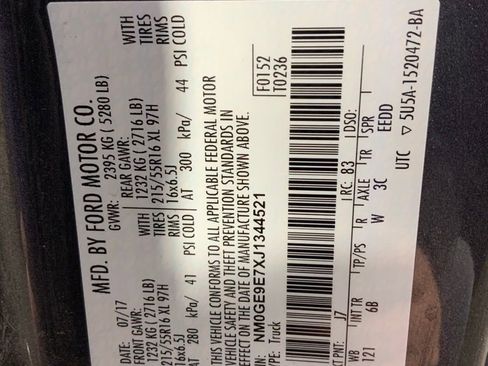 MFD. BY FORD MOTOR CO.
GVWR: 2395 KG ( 5280 LB)
DATE: 07/17
FRONT GAWR: REAR GAWR:
1232 KG (2716 LB) WITH 1232 KG (2716 LB) WITH
215/55R16 XL 97H TIRES 215/55R16 XL 97H TIRES
16x6.5J RIMS 16x6.5J RIMS
AT 280 kPa/ 41 PSI COLD AT 300 kPa/ 44 PSI COLD
THIS VEHICLE CONFORMS TO ALL APPLICABLE FEDERAL MOTOR
VEHICLE SAFETY AND THEFT PREVENTION STANDARDS IN
EFFECT ON THE DATE OF MANUFACTURE SHOWN ABOVE.
VIN: NM0GE9E7XJ1344521
TYPE: Truck
F0152
T0236
EXT PNT: J7 RC: 83 DSO:
WB INT TR TP/PS R AXLE TR SPR
121 6B W 3C EEDD
UTC ▽ 5U5A-1520472-BA